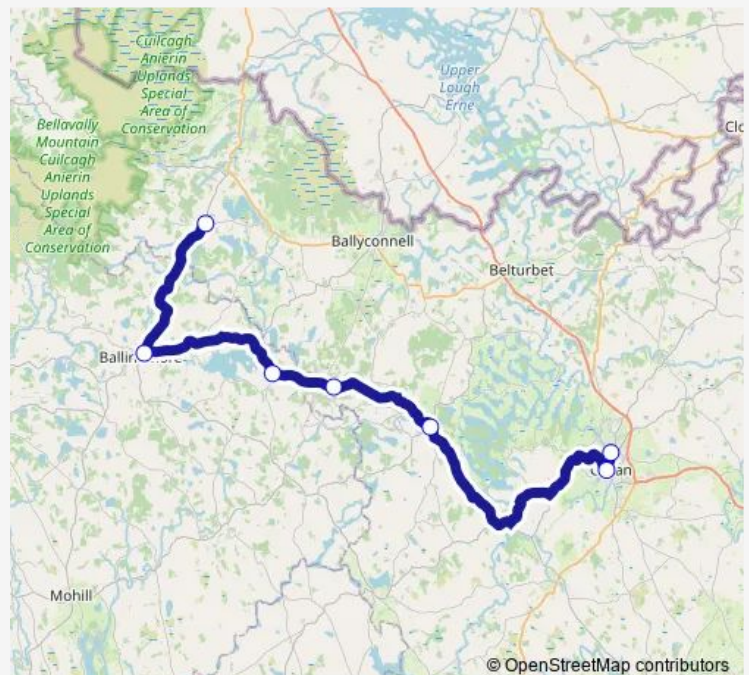 Cuilcagh
Anierin
Uplands
Special
Area of
Conservation
Upper
Lough
Erne
Bellavally
Mountain
Cuilcagh
Anierin
Uplands
Special
Area of
Conservation
Ballyconnell
Belturbet
Mohill
© OpenStreetMap contributors